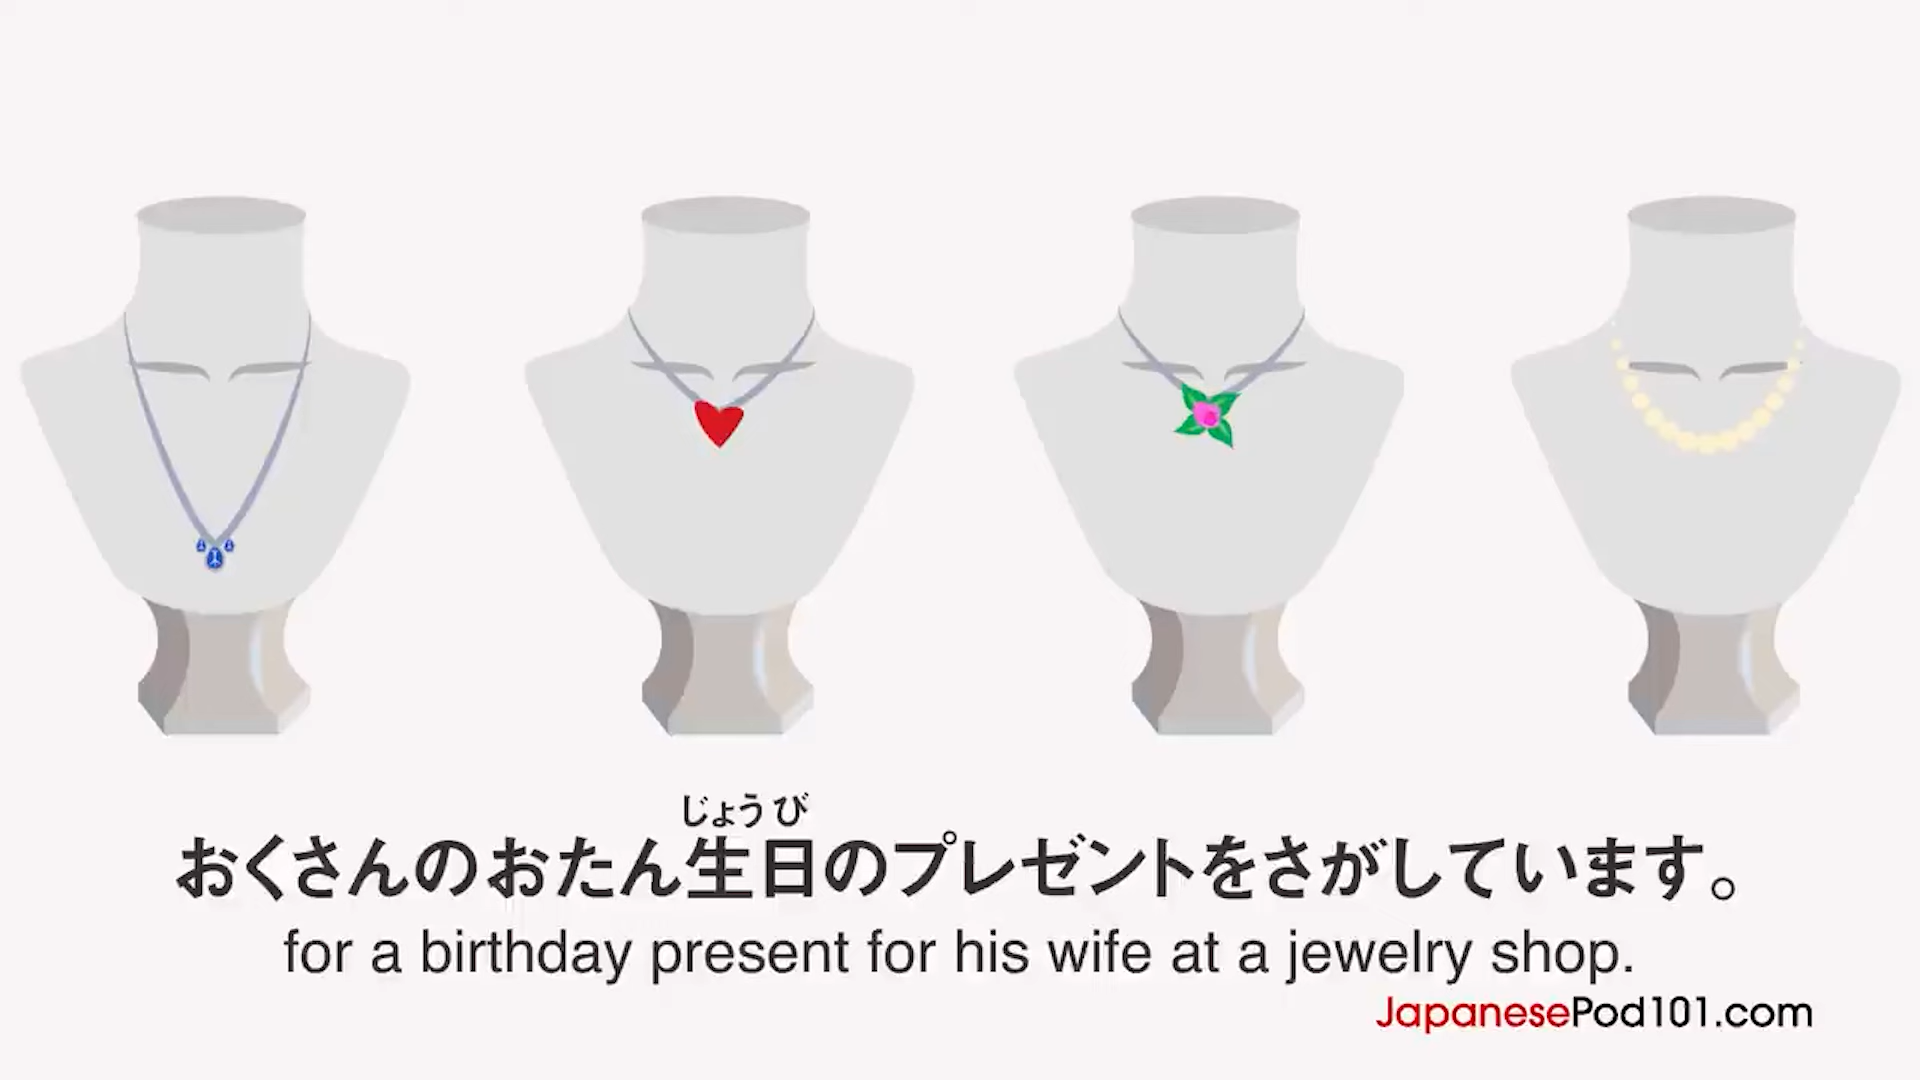 じょう び
おくさんのおたん生日のプレゼントをさがしています。
for a birthday present for his wife at a jewelry shop.
JapanesePod101.com